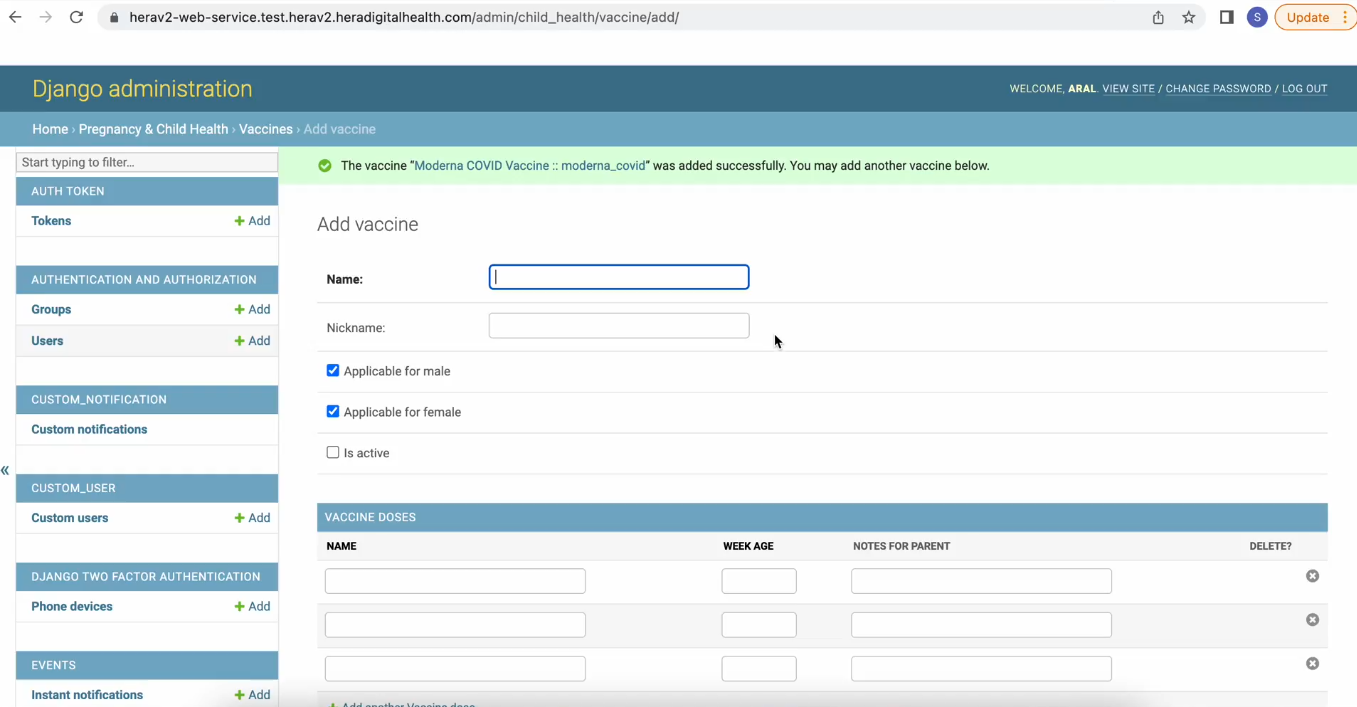 herav2-web-service.test.herav2.heradigitalhealth.com/admin/child_health/vaccine/add/
S
Update
Django administration
WELCOME, ARAL. VIEW SITE / CHANGE PASSWORD / LOG OUT
Home › Pregnancy & Child Health › Vaccines › Add vaccine
Start typing to filter...
AUTH TOKEN
Tokens
+ Add
AUTHENTICATION AND AUTHORIZATION
Groups
+ Add
Users
+ Add
CUSTOM_NOTIFICATION
Custom notifications
«
CUSTOM_USER
Custom users
+ Add
DJANGO TWO FACTOR AUTHENTICATION
Phone devices
+ Add
EVENTS
Instant notifications
+ Add
The vaccine “Moderna COVID Vaccine :: moderna_covid” was added successfully. You may add another vaccine below.
Add vaccine
Name:
Nickname:
Applicable for male
Applicable for female
Is active
VACCINE DOSES
NAME
WEEK AGE
NOTES FOR PARENT
DELETE?
+ Add another Vaccine dose